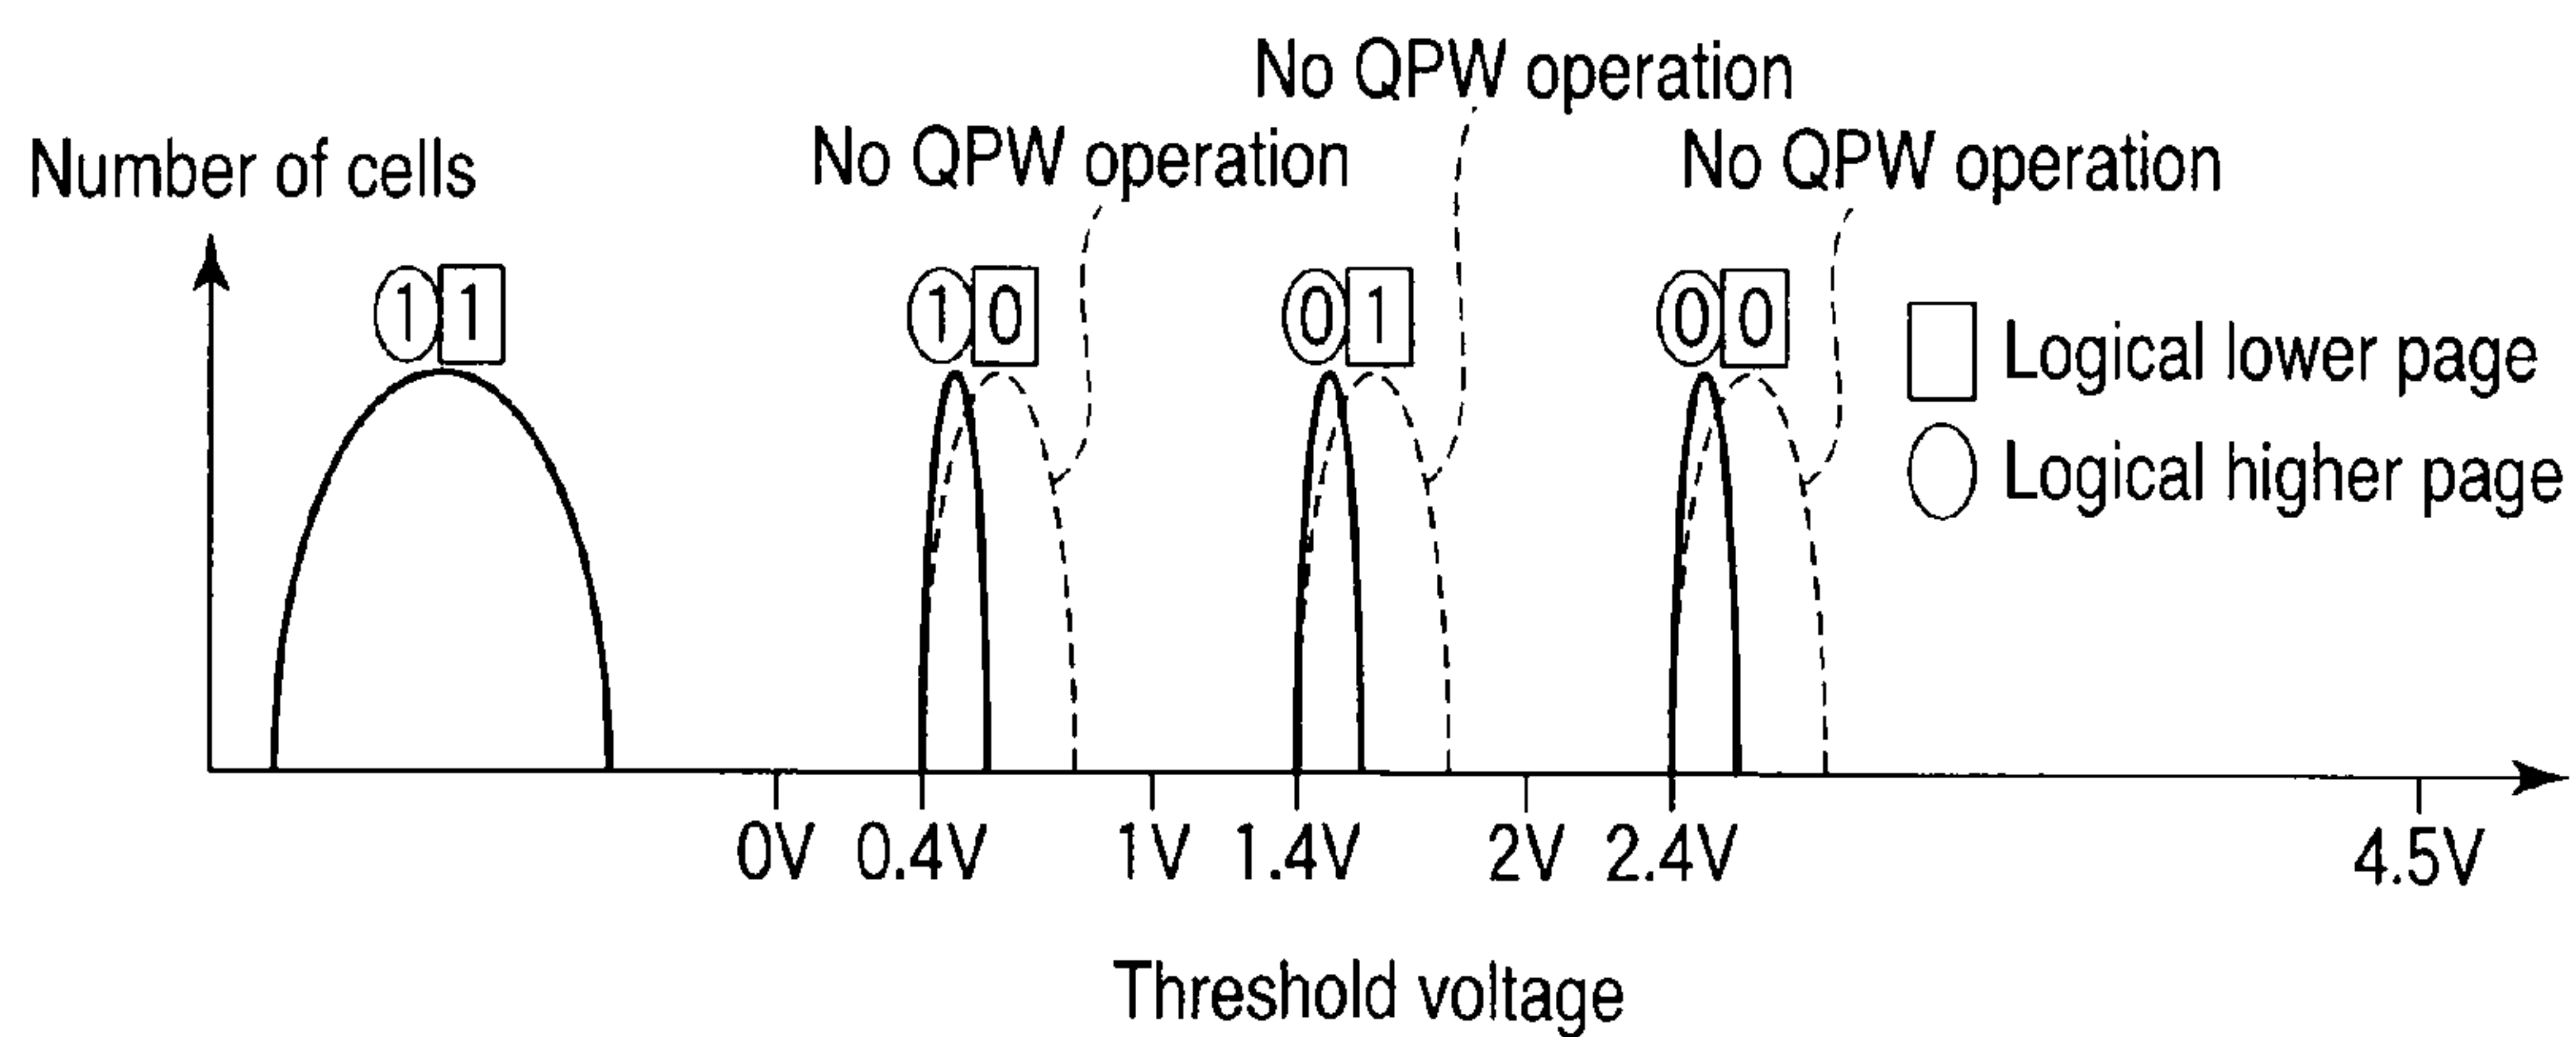 No QPW operation
Number of cells
No QPW operation
No QPW operation
1 1
1 0
0 1
0 0
Logical lower page
Logical higher page
0V 0.4V 1V 1.4V 2V 2.4V 4.5V
Threshold voltage